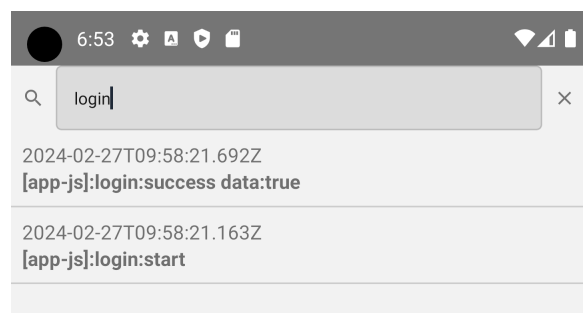 6:53
login
2024-02-27T09:58:21.692Z
[app-js]:login:success data:true
2024-02-27T09:58:21.163Z
[app-js]:login:start